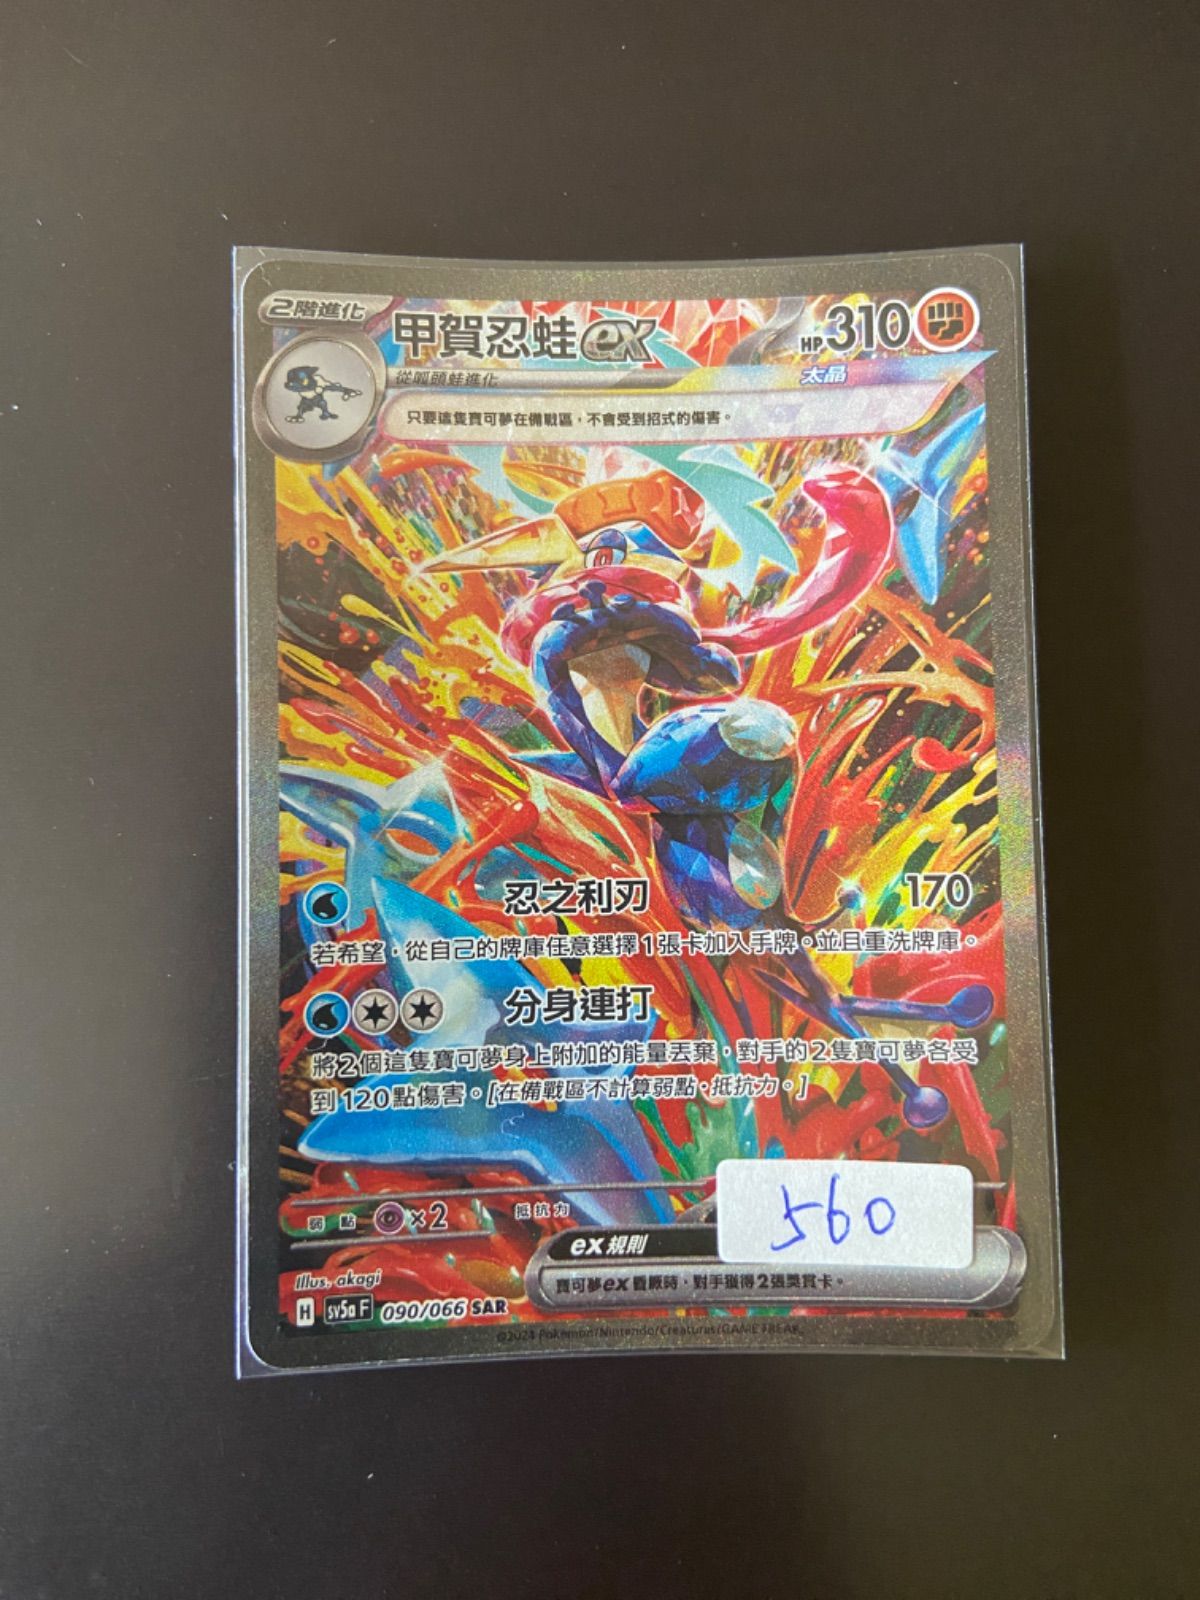 2階進化
甲賀忍蛙ex HP310
從呱頭蛙進化 太晶
只要這隻寶可夢在備戰區，不會受到招式的傷害。
忍之利刃 170
若希望，從自己的牌庫任意選擇1張卡加入手牌。並且重洗牌庫。
分身連打
將2個這隻寶可夢身上附加的能量丟棄，對手的2隻寶可夢各受
到120點傷害。[在備戰區不計算弱點・抵抗力。]
560
弱點 ×2 抵抗力
ex規則
寶可夢ex昏厥時，對手獲得2張獎賞卡。
Illus. akagi
H sv5a F 090/066 SAR
©2024 Pokémon/Nintendo/Creatures/GAME FREAK.